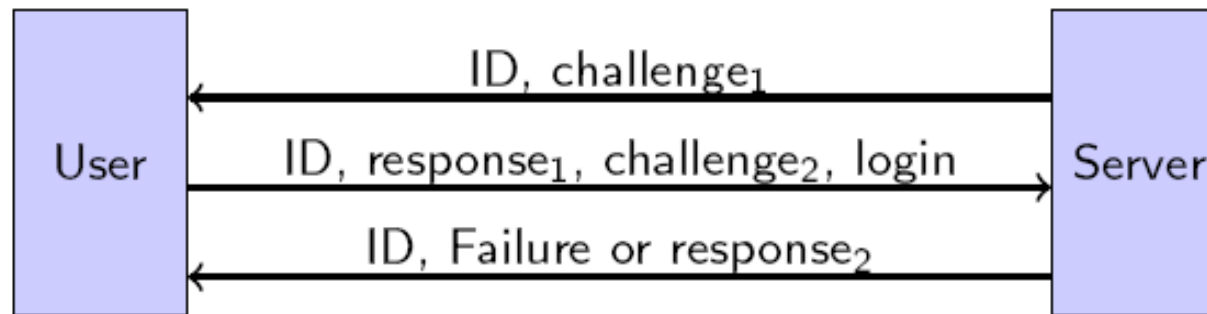 ID, challenge₁
User
ID, response₁, challenge₂, login
Server
ID, Failure or response₂